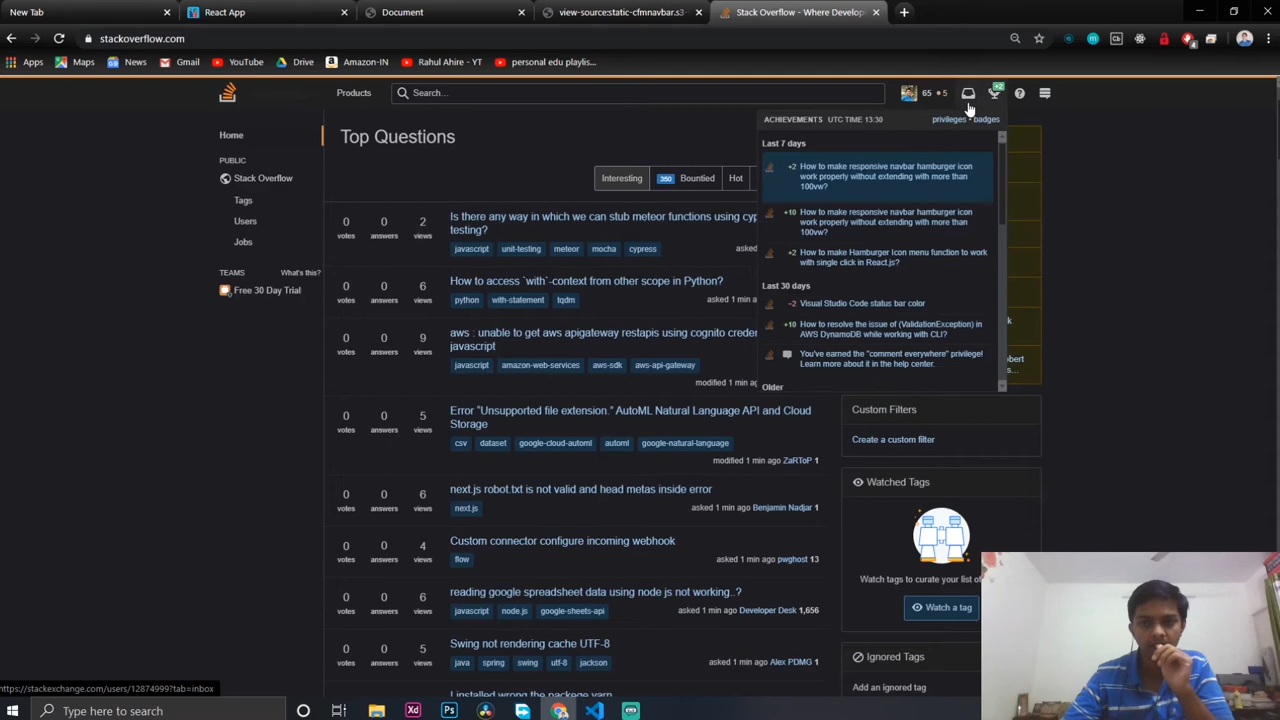 New Tab
React App
Document
view-source:static-cfmnavbar.s3-
Stack Overflow - Where Develop
stackoverflow.com
Apps
Maps
News
Gmail
YouTube
Drive
Amazon-IN
Rahul Ahire - YT
personal edu playlis...
Products
Search...
65
5
+2
ACHIEVEMENTS UTC TIME 13:30
privileges • badges
Home
PUBLIC
Stack Overflow
Tags
Users
Jobs
TEAMS What's this?
Free 30 Day Trial
Top Questions
Interesting
350 Bountied
Hot
Last 7 days
+2 How to make responsive navbar hamburger icon
work properly without extending with more than
100vw?
+10 How to make responsive navbar hamburger icon
work properly without extending with more than
100vw?
+2 How to make Hamburger Icon menu function to work
with single click in React.js?
Last 30 days
−2 Visual Studio Code status bar color
+10 How to resolve the issue of (ValidationException) in
AWS DynamoDB while working with CLI?
You've earned the "comment everywhere" privilege!
Learn more about it in the help center.
Older
0 0 2
votes answers views
Is there any way in which we can stub meteor functions using cyp
testing?
javascript unit-testing meteor mocha cypress
asked
0 0 6
votes answers views
How to access `with`-context from other scope in Python?
python with-statement tqdm
asked 1 min a
0 0 9
votes answers views
aws : unable to get aws apigateway restapis using cognito creder
javascript
javascript amazon-web-services aws-sdk aws-api-gateway
modified 1 min ag
0 0 5
votes answers views
Error "Unsupported file extension." AutoML Natural Language API and Cloud
Storage
csv dataset google-cloud-automl automl google-natural-language
modified 1 min ago ZaRToP 1
0 0 6
votes answers views
next.js robot.txt is not valid and head metas inside error
next.js
asked 1 min ago Benjamin Nadjar 1
0 0 4
votes answers views
Custom connector configure incoming webhook
flow
asked 1 min ago pwghost 13
0 0 6
votes answers views
reading google spreadsheet data using node js not working..?
javascript node.js google-sheets-api
asked 1 min ago Developer Desk 1,656
0 0 5
votes answers views
Swing not rendering cache UTF-8
java spring swing utf-8 jackson
asked 1 min ago Alex PDMG 1
I installed wrong the packege yarn
Custom Filters
Create a custom filter
Watched Tags
Watch tags to curate your list of
Watch a tag
Ignored Tags
Add an ignored tag
https://stackexchange.com/users/12874999?tab=inbox
Type here to search